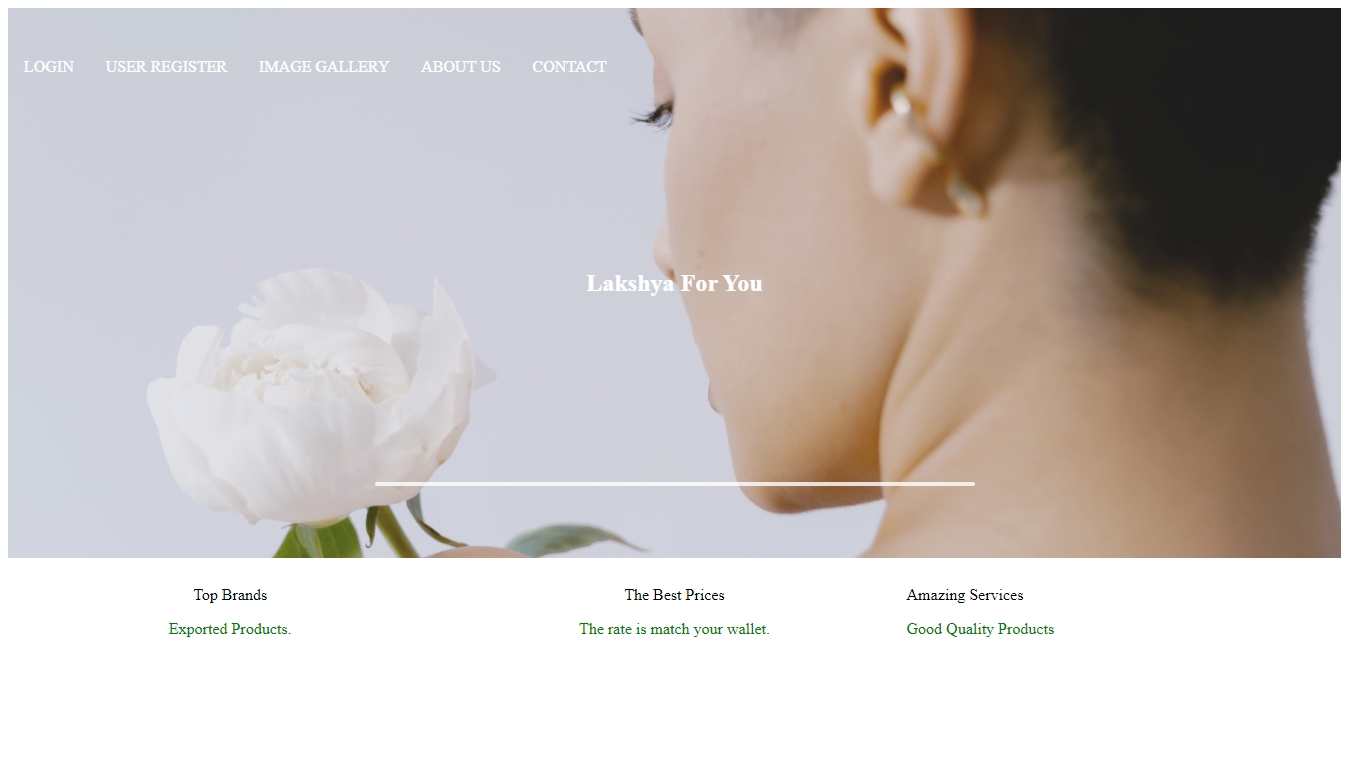 LOGIN USER REGISTER IMAGE GALLERY ABOUT US CONTACT
Lakshya For You
Top Brands
Exported Products.
The Best Prices
The rate is match your wallet.
Amazing Services
Good Quality Products